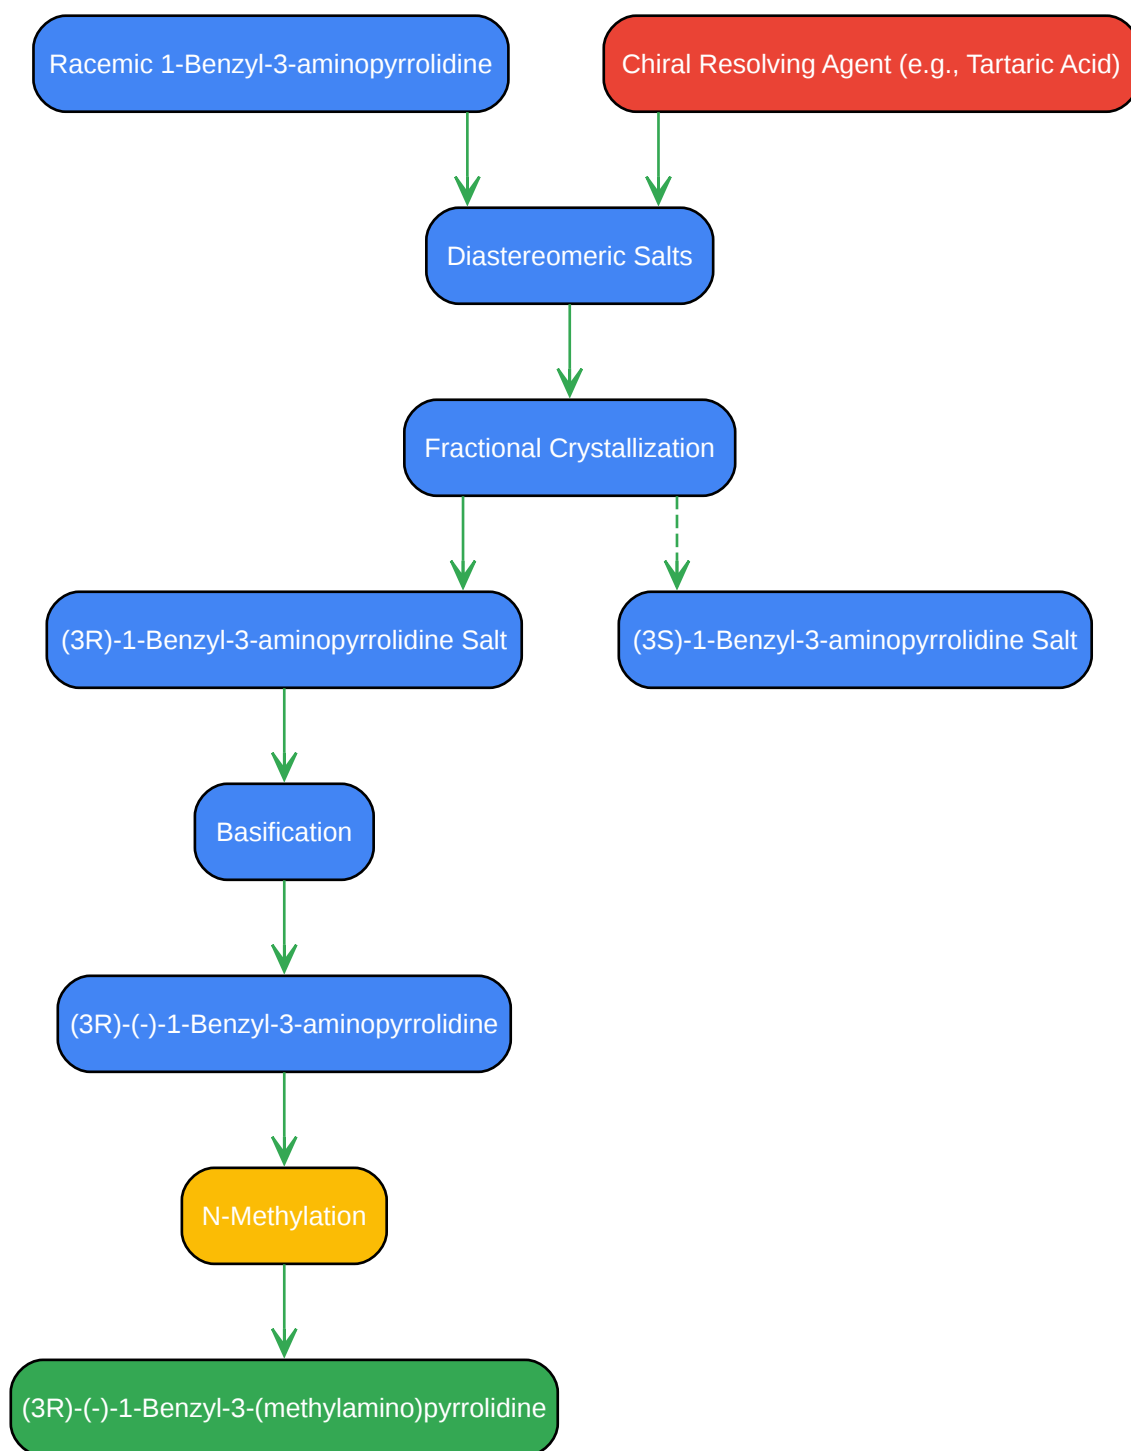 Racemic 1-Benzyl-3-aminopyrrolidine
Chiral Resolving Agent (e.g., Tartaric Acid)
Diastereomeric Salts
Fractional Crystallization
(3R)-1-Benzyl-3-aminopyrrolidine Salt
(3S)-1-Benzyl-3-aminopyrrolidine Salt
Basification
(3R)-(-)-1-Benzyl-3-aminopyrrolidine
N-Methylation
(3R)-(-)-1-Benzyl-3-(methylamino)pyrrolidine